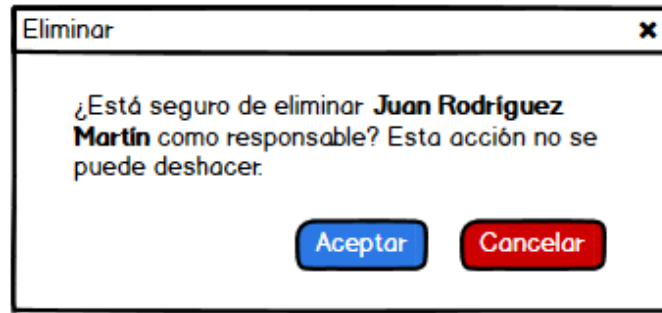 Eliminar
¿Está seguro de eliminar Juan Rodríguez
Martín como responsable? Esta acción no se
puede deshacer.
Aceptar
Cancelar